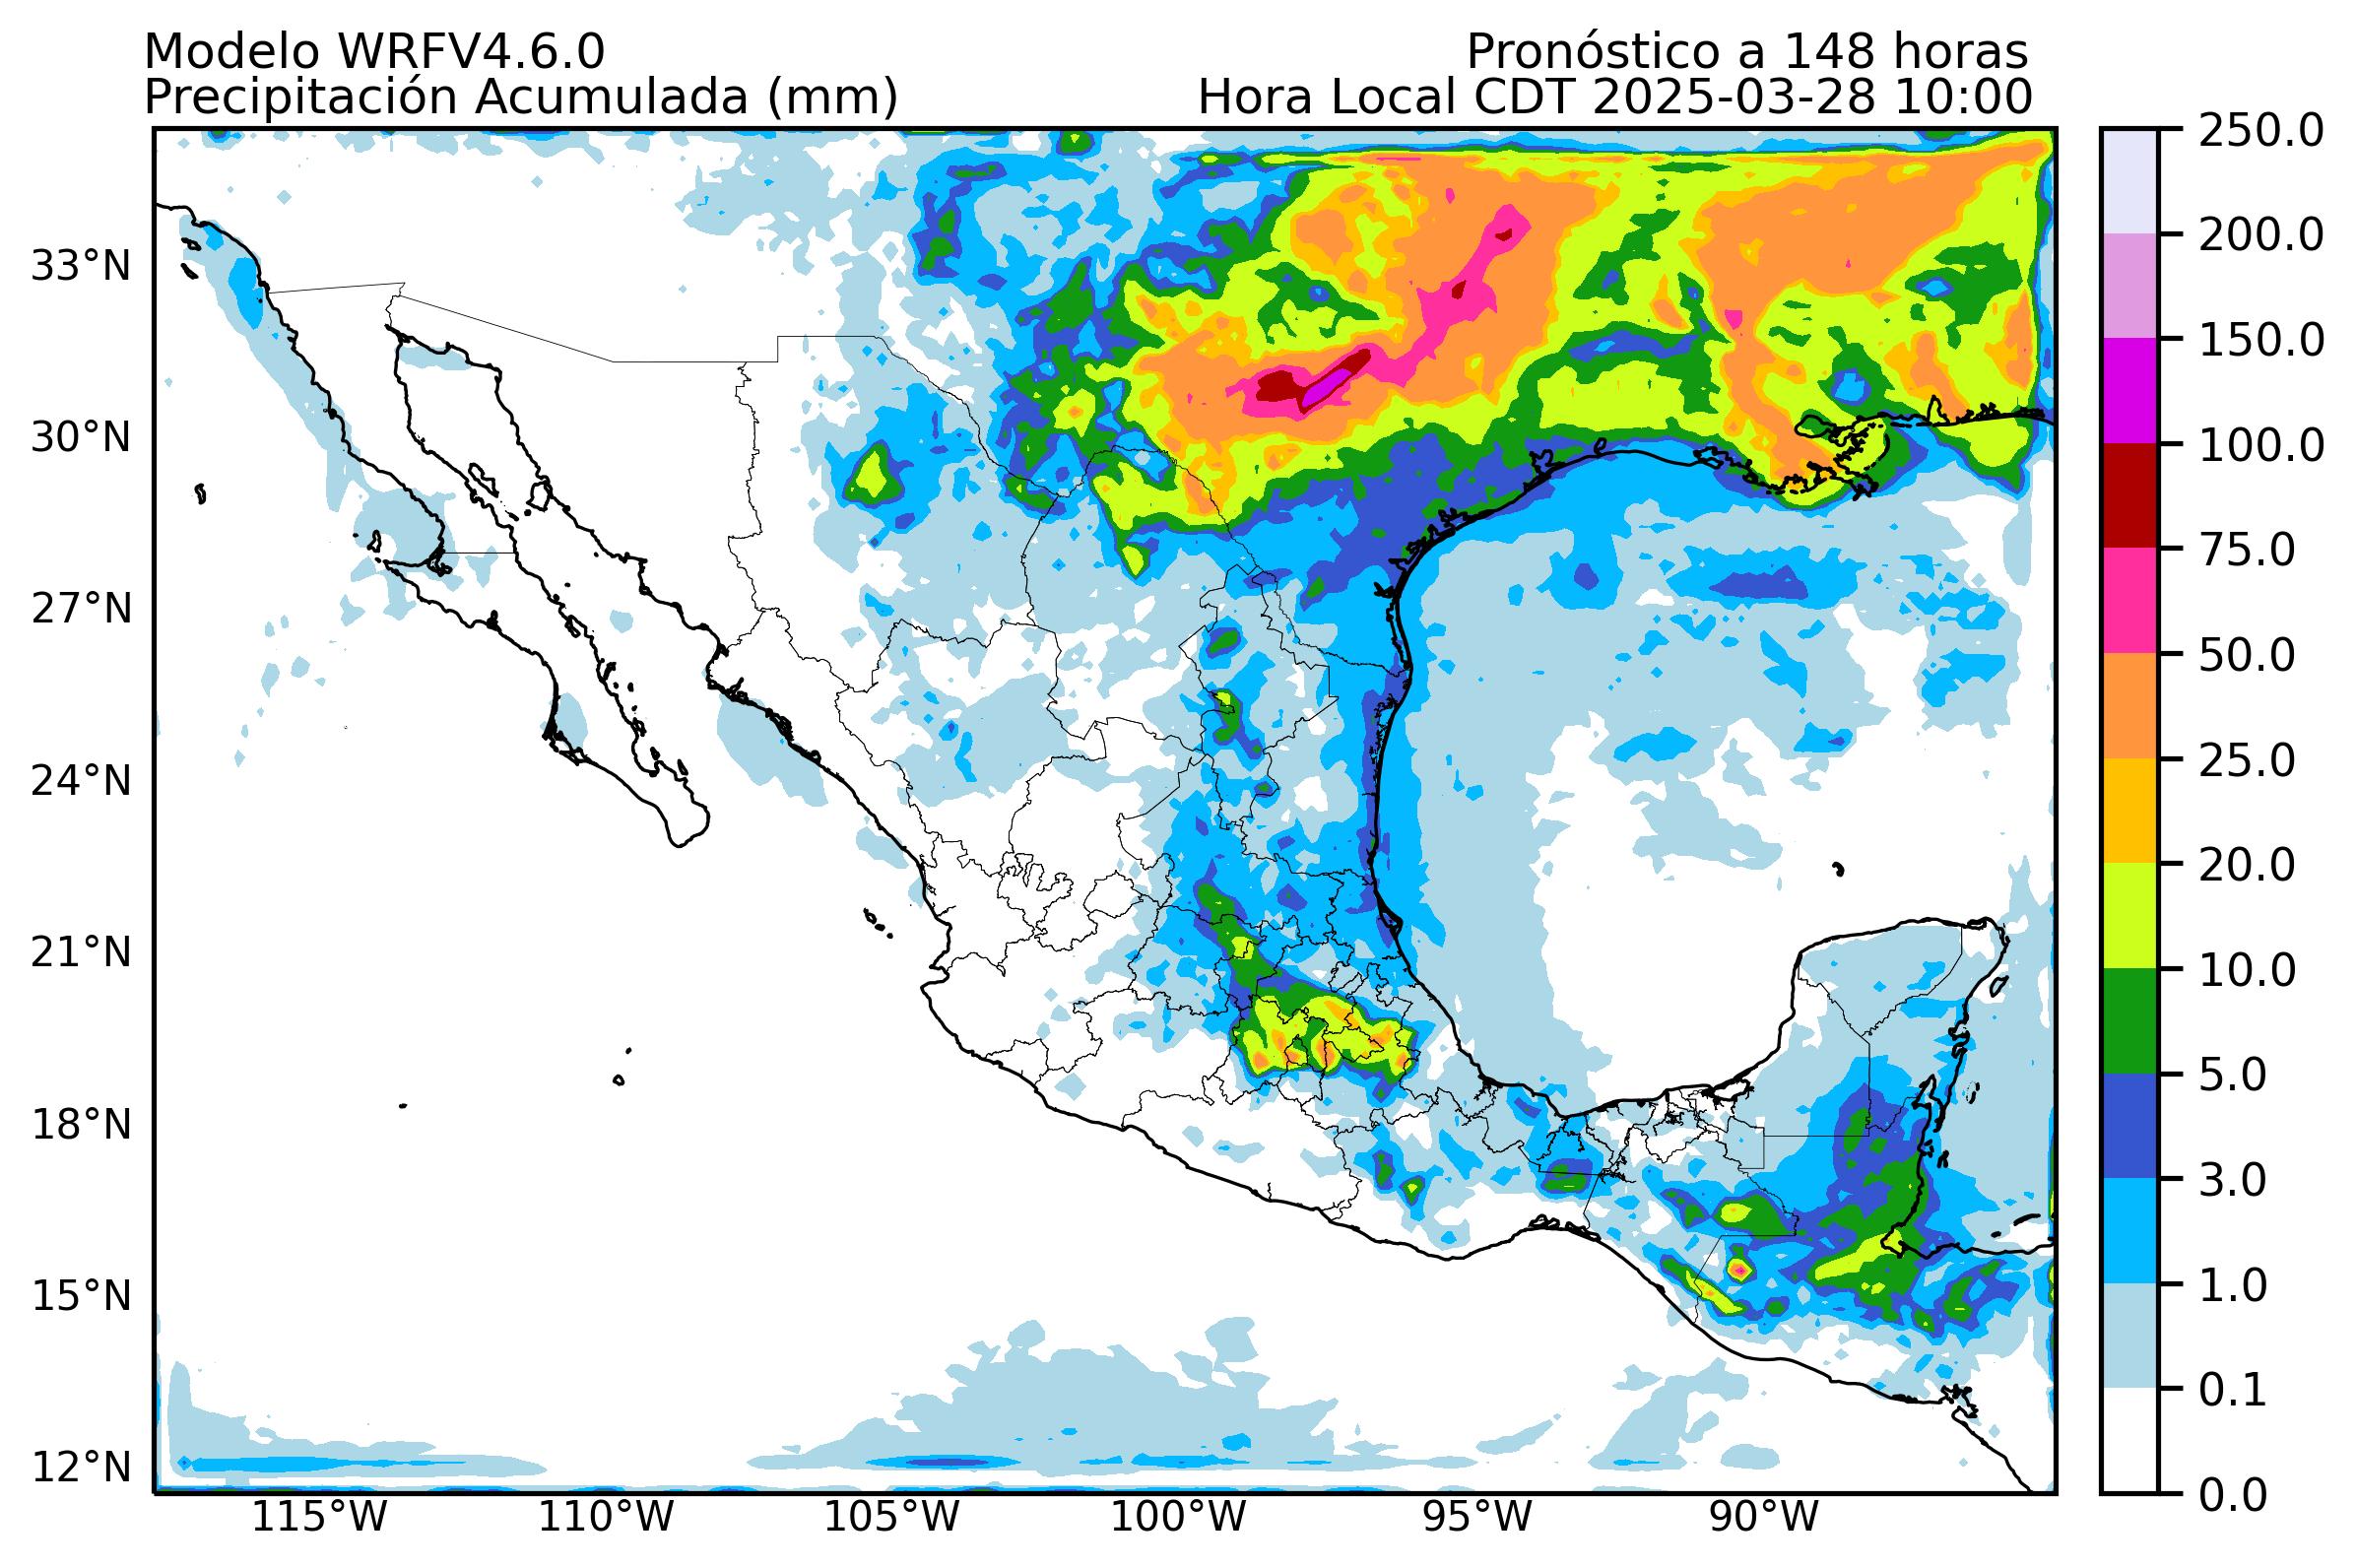 Modelo WRFV4.6.0
Pronóstico a 148 horas
Precipitación Acumulada (mm)
Hora Local CDT 2025-03-28 10:00
33°N
30°N
27°N
24°N
21°N
18°N
15°N
12°N
115°W
110°W
105°W
100°W
95°W
90°W
250.0
200.0
150.0
100.0
75.0
50.0
25.0
20.0
10.0
5.0
3.0
1.0
0.1
0.0